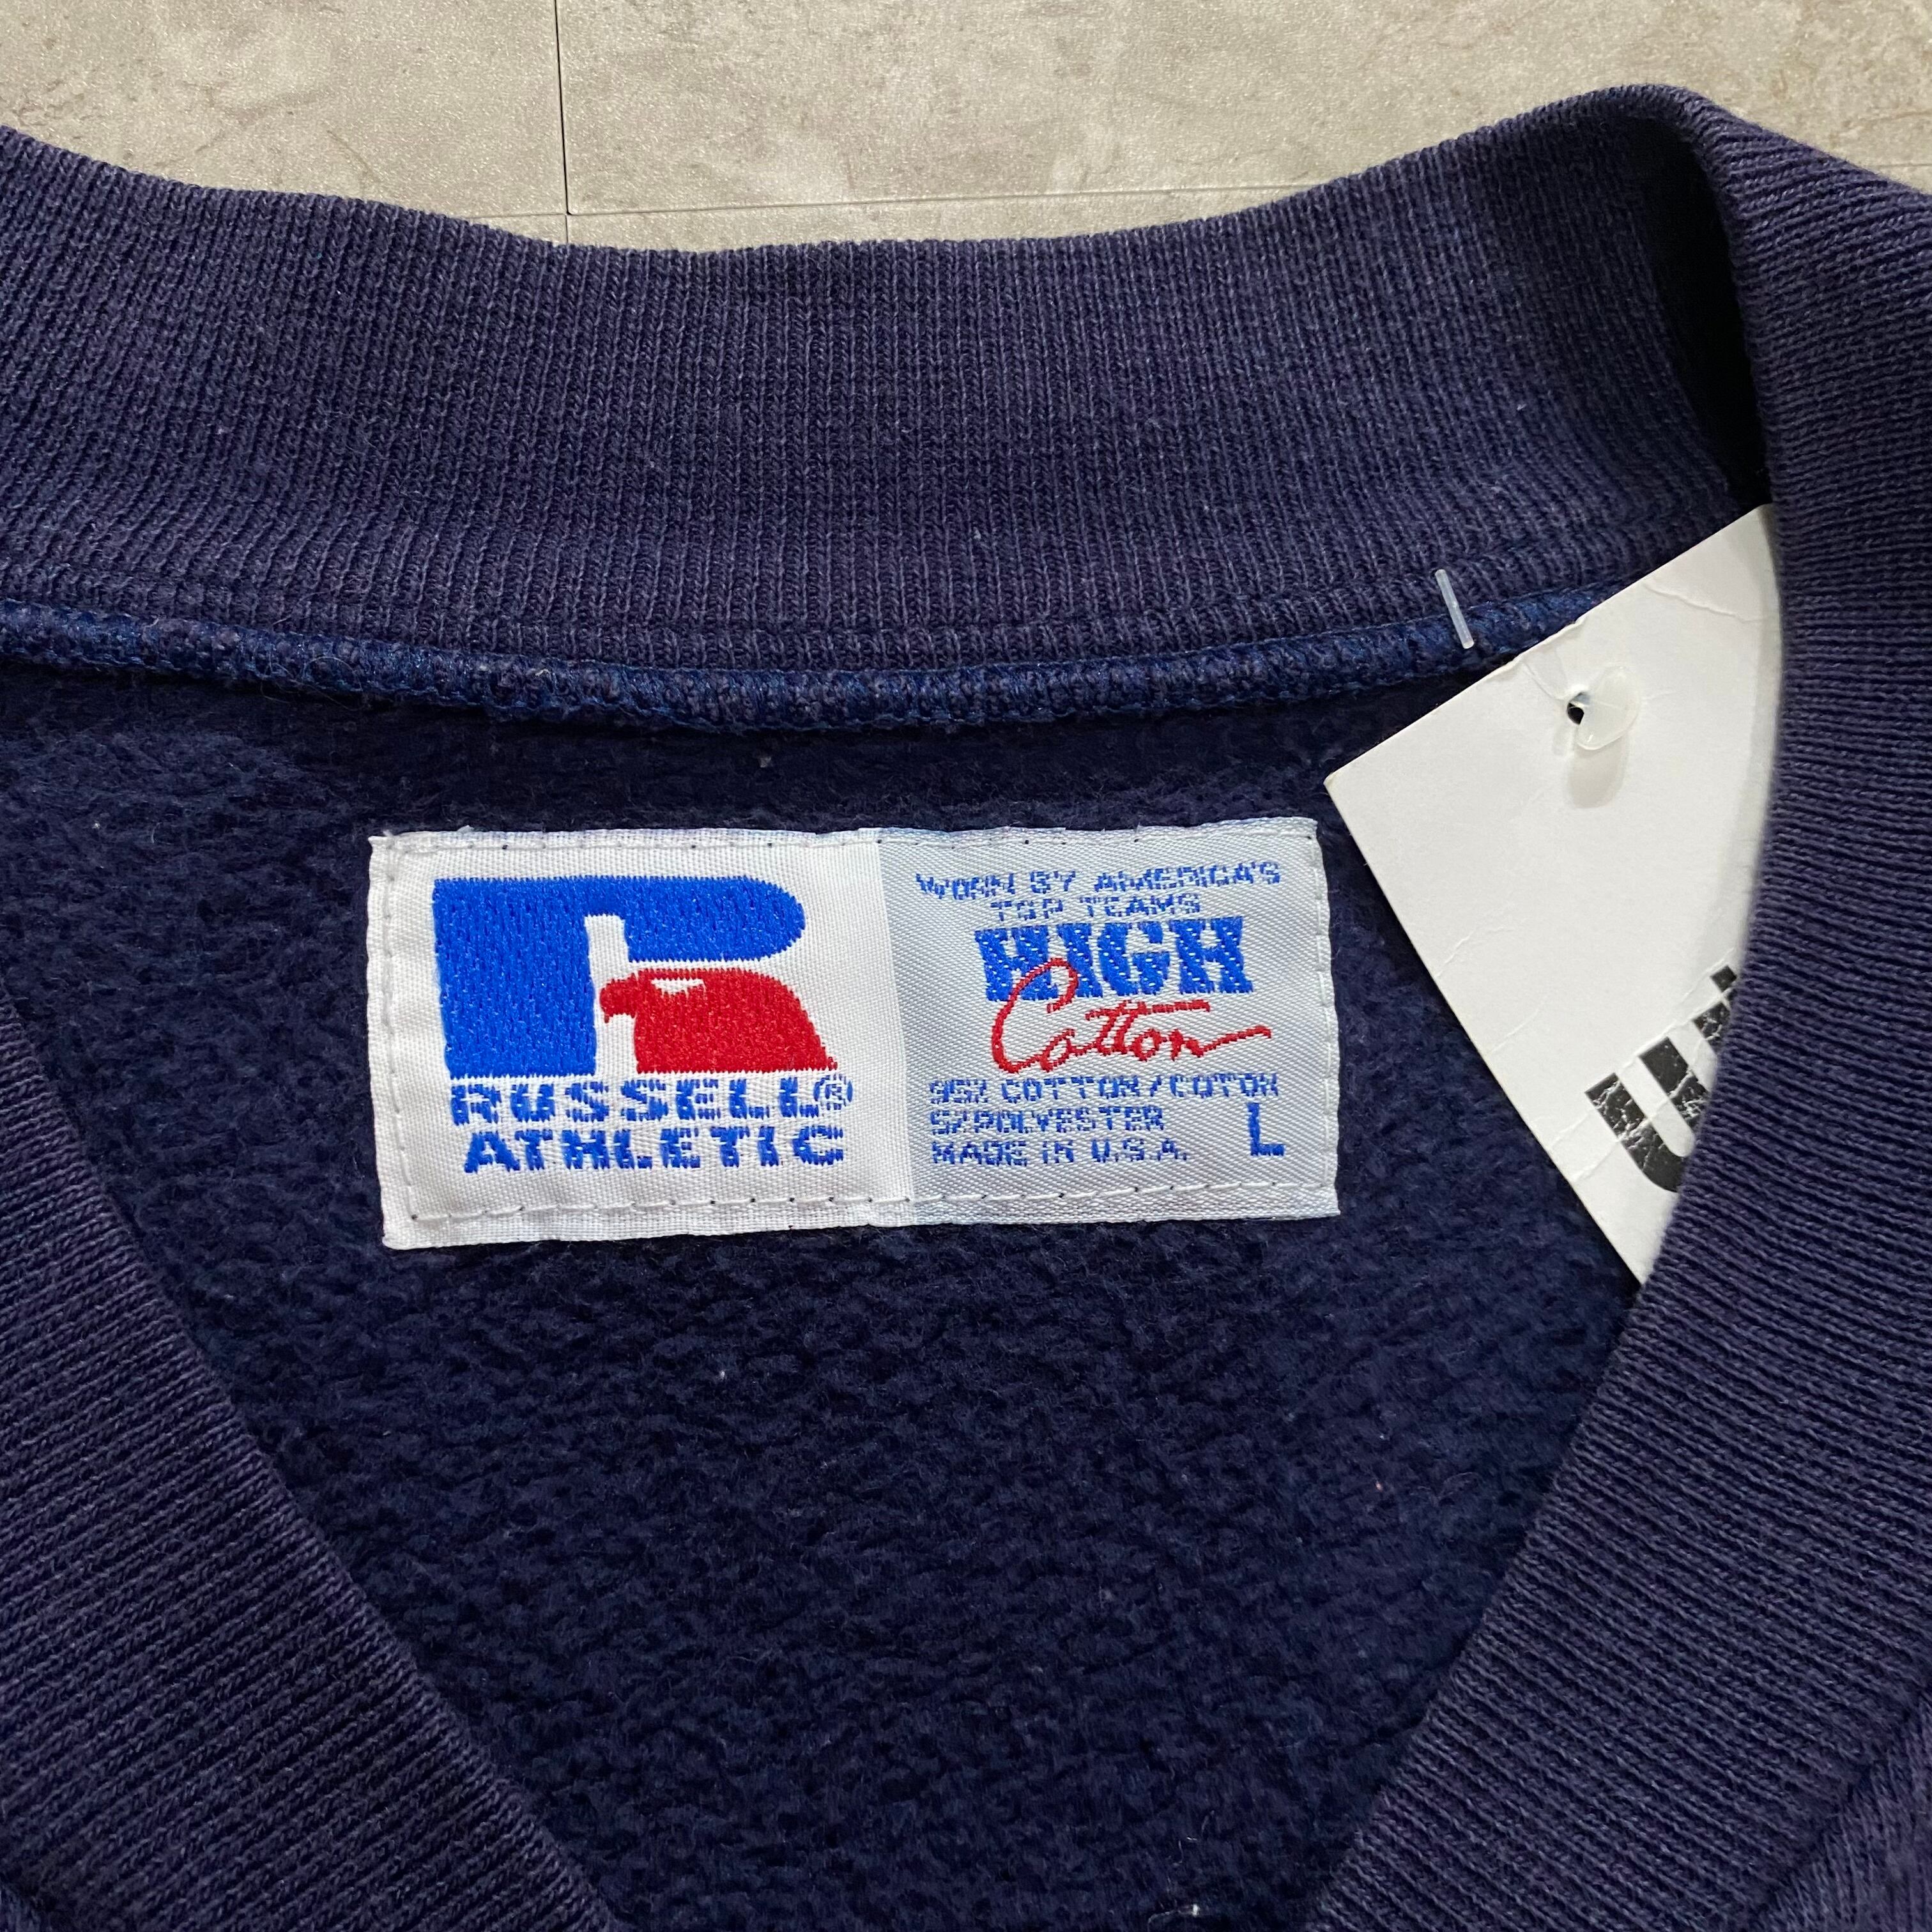 RUSSELL®
ATHLETIC
WORN BY AMERICA'S
TOP TEAMS
HIGH
Cotton
95% COTTON/COTON
5% POLYESTER
MADE IN U.S.A.
L